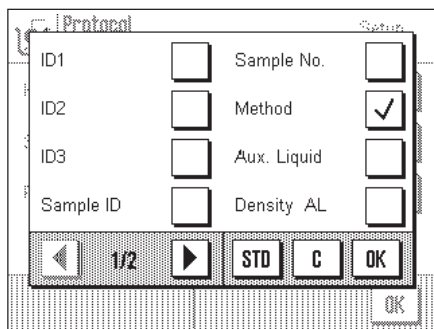 Protocol Setup
ID1 Sample No.
ID2 Method
ID3 Aux. Liquid
Sample ID Density AL
1/2 STD C OK
OK